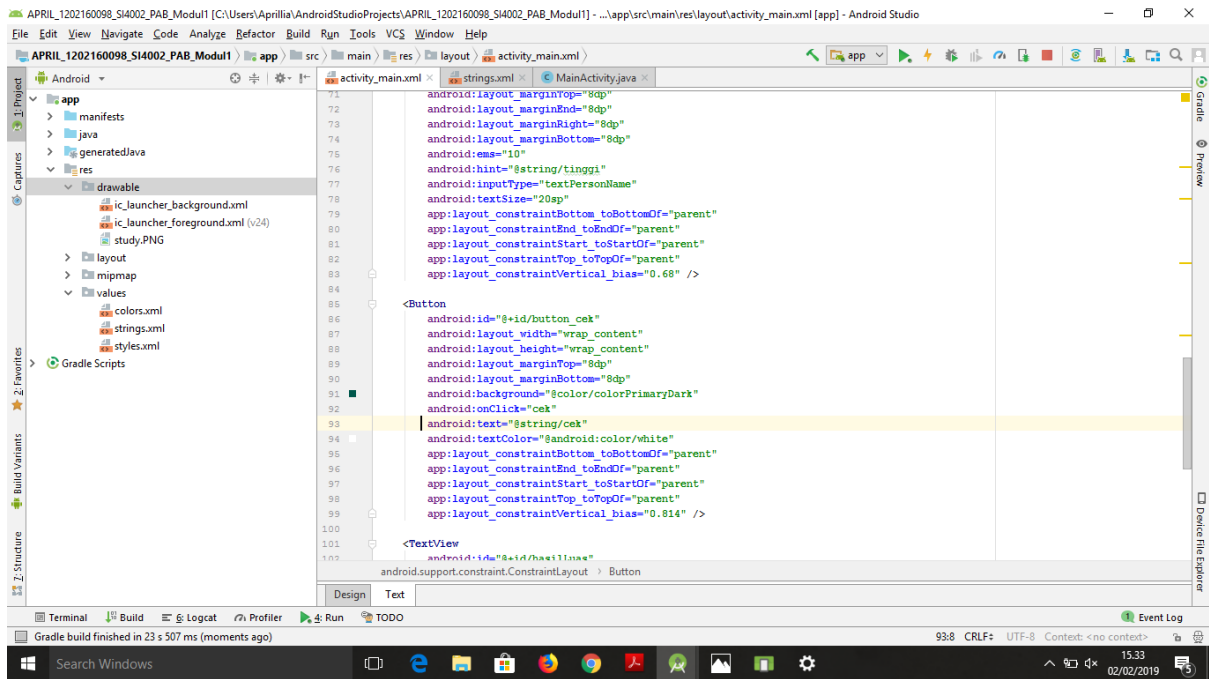 APRIL_1202160098_SI4002_PAB_Modul1 [C:\Users\Aprillia\AndroidStudioProjects\APRIL_1202160098_SI4002_PAB_Modul1] - ...\app\src\main\res\layout\activity_main.xml [app] - Android Studio
File Edit View Navigate Code Analyze Refactor Build Run Tools VCS Window Help
APRIL_1202160098_SI4002_PAB_Modul1 app src main res layout activity_main.xml app
Android activity_main.xml strings.xml MainActivity.java
1: Project
Captures
2: Favorites
Build Variants
7: Structure
app
manifests
java
generatedJava
res
drawable
ic_launcher_background.xml
ic_launcher_foreground.xml (v24)
study.PNG
layout
mipmap
values
colors.xml
strings.xml
styles.xml
Gradle Scripts
71 android:layout_marginTop="8dp"
72 android:layout_marginEnd="8dp"
73 android:layout_marginRight="8dp"
74 android:layout_marginBottom="8dp"
75 android:ems="10"
76 android:hint="@string/tinggi"
77 android:inputType="textPersonName"
78 android:textSize="20sp"
79 app:layout_constraintBottom_toBottomOf="parent"
80 app:layout_constraintEnd_toEndOf="parent"
81 app:layout_constraintStart_toStartOf="parent"
82 app:layout_constraintTop_toTopOf="parent"
83 app:layout_constraintVertical_bias="0.68" />
84
85 <Button
86 android:id="@+id/button_cek"
87 android:layout_width="wrap_content"
88 android:layout_height="wrap_content"
89 android:layout_marginTop="8dp"
90 android:layout_marginBottom="8dp"
91 android:background="@color/colorPrimaryDark"
92 android:onClick="cek"
93 android:text="@string/cek"
94 android:textColor="@android:color/white"
95 app:layout_constraintBottom_toBottomOf="parent"
96 app:layout_constraintEnd_toEndOf="parent"
97 app:layout_constraintStart_toStartOf="parent"
98 app:layout_constraintTop_toTopOf="parent"
99 app:layout_constraintVertical_bias="0.814" />
100
101 <TextView
102 android:id="@+id/hasilLuas"
android.support.constraint.ConstraintLayout › Button
Design Text
Gradle
Preview
Device File Explorer
Terminal Build 6: Logcat Profiler 4: Run TODO Event Log
Gradle build finished in 23 s 507 ms (moments ago) 93:8 CRLF UTF-8 Context: <no context>
Search Windows
15.33
02/02/2019
5